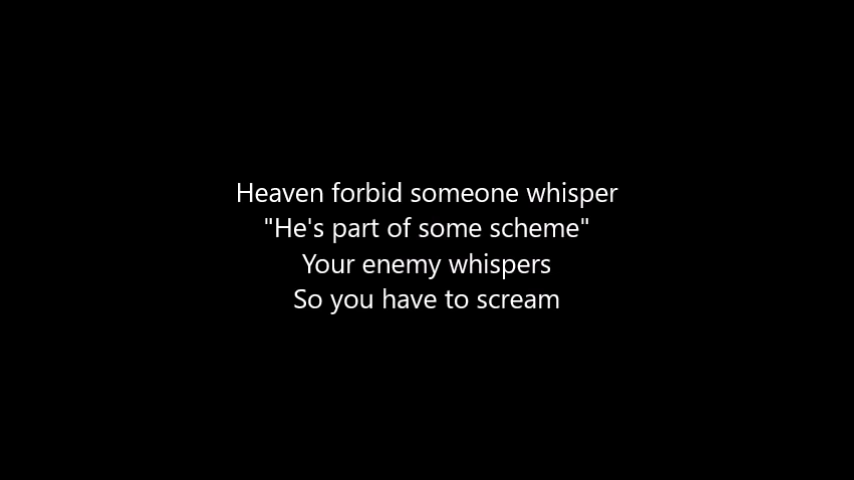 Heaven forbid someone whisper
"He's part of some scheme"
Your enemy whispers
So you have to scream